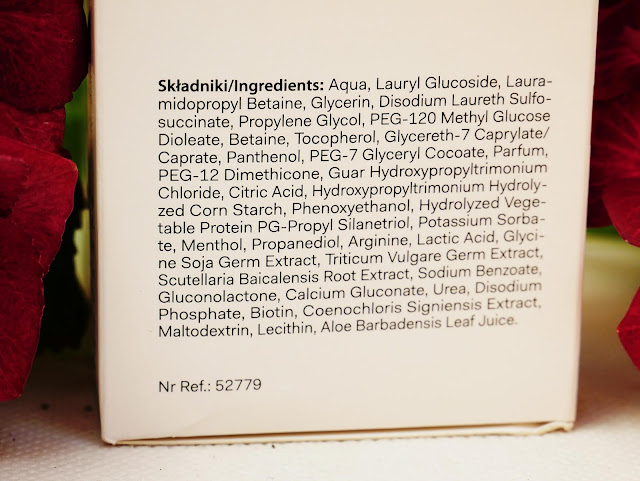 Składniki/Ingredients: Aqua, Lauryl Glucoside, Laura-
midopropyl Betaine, Glycerin, Disodium Laureth Sulfo-
succinate, Propylene Glycol, PEG-120 Methyl Glucose
Dioleate, Betaine, Tocopherol, Glycereth-7 Caprylate/
Caprate, Panthenol, PEG-7 Glyceryl Cocoate, Parfum,
PEG-12 Dimethicone, Guar Hydroxypropyltrimonium
Chloride, Citric Acid, Hydroxypropyltrimonium Hydroly-
zed Corn Starch, Phenoxyethanol, Hydrolyzed Vege-
table Protein PG-Propyl Silanetriol, Potassium Sorba-
te, Menthol, Propanediol, Arginine, Lactic Acid, Glyci-
ne Soja Germ Extract, Triticum Vulgare Germ Extract,
Scutellaria Baicalensis Root Extract, Sodium Benzoate,
Gluconolactone, Calcium Gluconate, Urea, Disodium
Phosphate, Biotin, Coenochloris Signiensis Extract,
Maltodextrin, Lecithin, Aloe Barbadensis Leaf Juice.
Nr Ref.: 52779